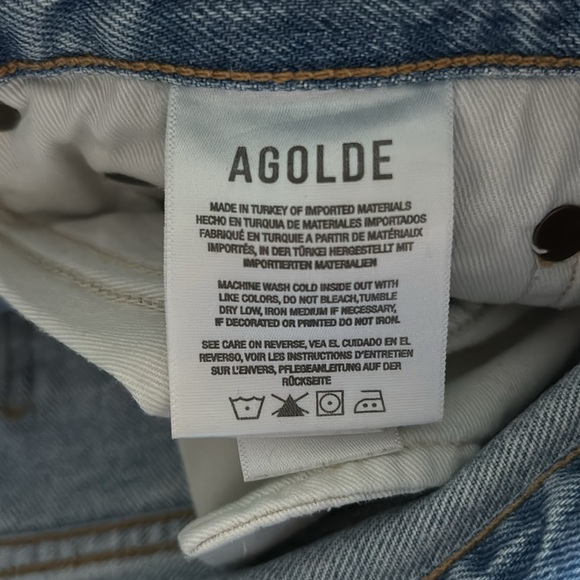 AGOLDE
MADE IN TURKEY OF IMPORTED MATERIALS
HECHO EN TURQUIA DE MATERIALES IMPORTADOS
FABRIQUÉ EN TURQUIE A PARTIR DE MATÉRIAUX
IMPORTÉS, IN DER TÜRKEI HERGESTELLT MIT
IMPORTIERTEN MATERIALIEN
MACHINE WASH COLD INSIDE OUT WITH
LIKE COLORS, DO NOT BLEACH,TUMBLE
DRY LOW, IRON MEDIUM IF NECESSARY,
IF DECORATED OR PRINTED DO NOT IRON.
SEE CARE ON REVERSE, VEA EL CUIDADO EN EL
REVERSO, VOIR LES INSTRUCTIONS D'ENTRETIEN
SUR L'ENVERS, PFLEGEANLEITUNG AUF DER
RÜCKSEITE